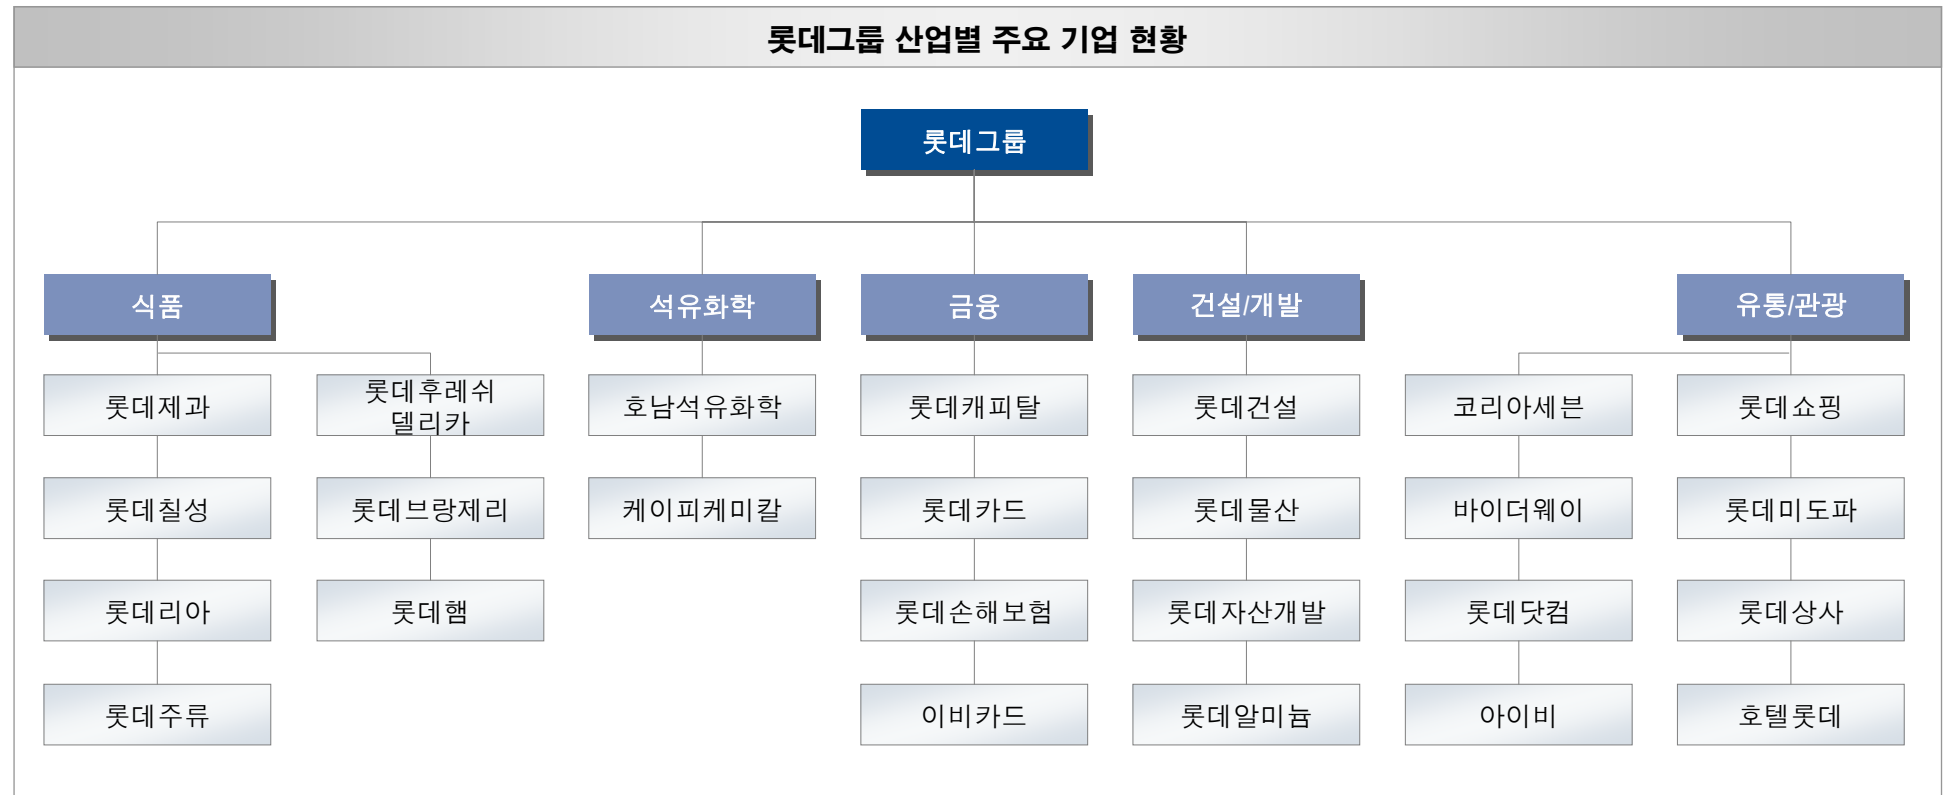 롯데그룹 산업별 주요 기업 현황
롯데그룹
식품
석유화학
금융
건설/개발
유통/관광
롯데제과
롯데후레쉬
델리카
호남석유화학
롯데캐피탈
롯데건설
코리아세븐
롯데쇼핑
롯데칠성
롯데브랑제리
케이피케미칼
롯데카드
롯데물산
바이더웨이
롯데미도파
롯데리아
롯데햄
롯데손해보험
롯데자산개발
롯데닷컴
롯데상사
롯데주류
이비카드
롯데알미늄
아이비
호텔롯데